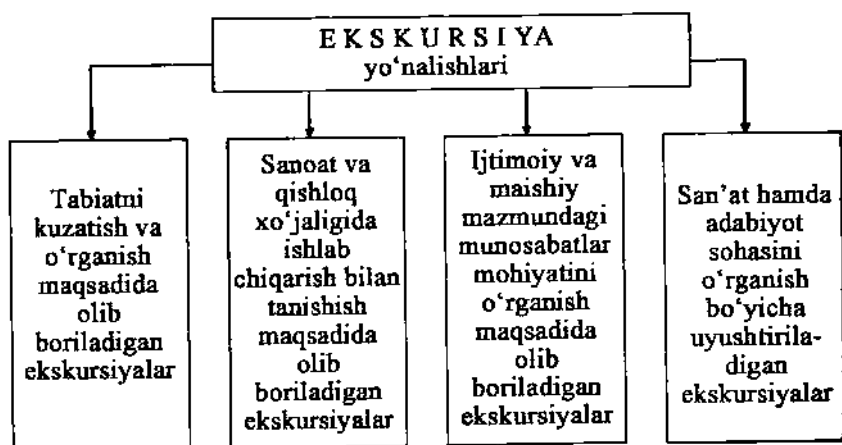 E K S K U R S I Y A
yo‘nalishlari
Tabiatni
kuzatish va
o‘rganish
maqsadida
olib
boriladigan
ekskursiyalar
Sanoat va
qishloq
xo‘jaligida
ishlab
chiqarish bilan
tanishish
maqsadida
olib
boriladigan
ekskursiyalar
Ijtimoiy va
maishiy
mazmundagi
munosabatlar
mohiyatini
o‘rganish
maqsadida
olib
boriladigan
ekskursiyalar
San’at hamda
adabiyot
sohasini
o‘rganish
bo‘yicha
uyushtirila-
digan
ekskursiyalar